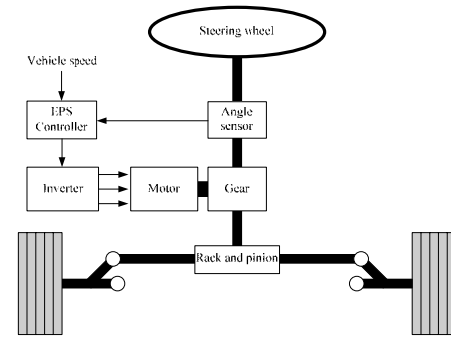 Steering wheel
Vehicle speed
EPS
Controller
Angle
sensor
Inverter
Motor
Gear
Rack and pinion